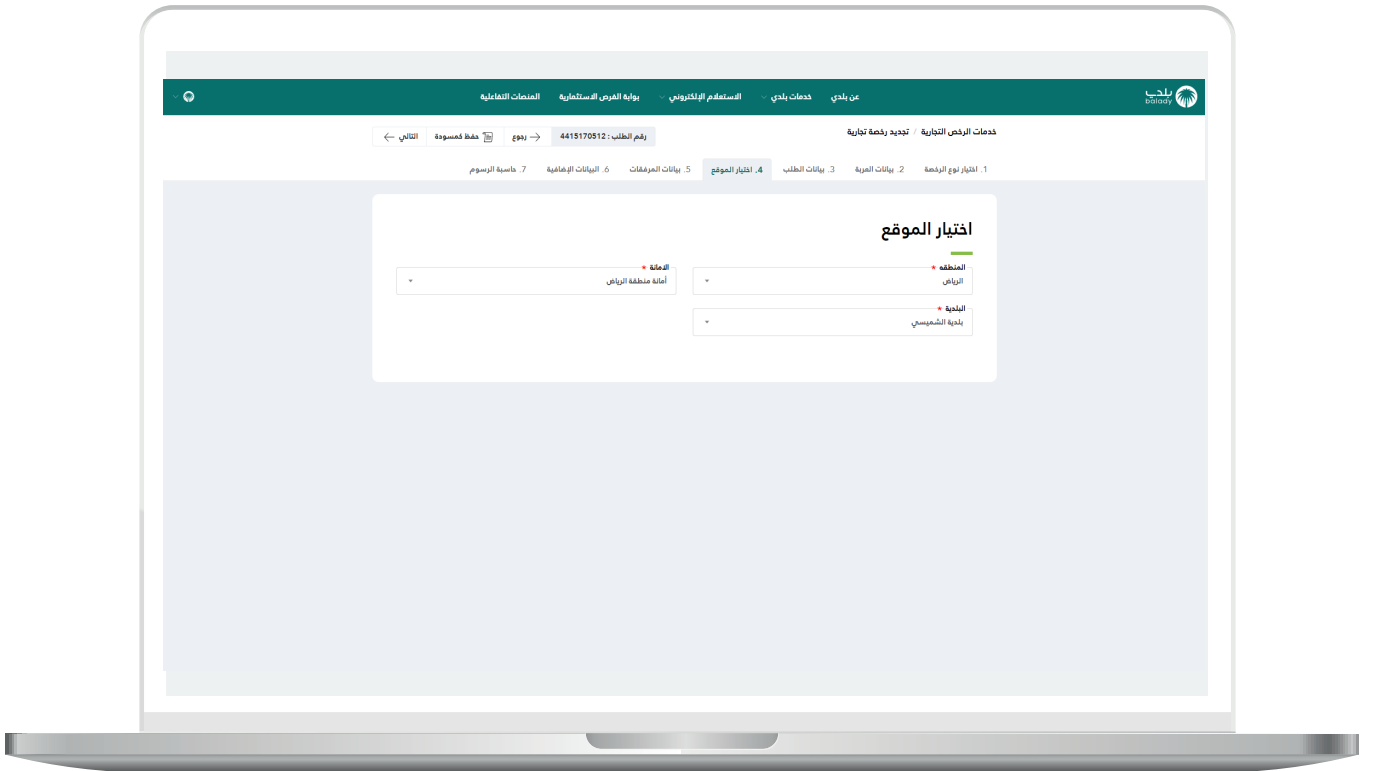 بلدي
balady
عن بلدي
خدمات بلدي
الاستعلام الإلكتروني
بوابة الفرص الاستثمارية
المنصات التفاعلية
خدمات الرخص التجارية / تجديد رخصة تجارية
رقم الطلب : 4415170512
رجوع
حفظ كمسودة
التالي
1. اختيار نوع الرخصة
2. بيانات العربة
3. بيانات الطلب
4. اختيار الموقع
5. بيانات المرفقات
6. البيانات الإضافية
7. حاسبة الرسوم
اختيار الموقع
المنطقه *
الرياض
الامانة *
أمانة منطقة الرياض
البلدية *
بلدية الشميسي